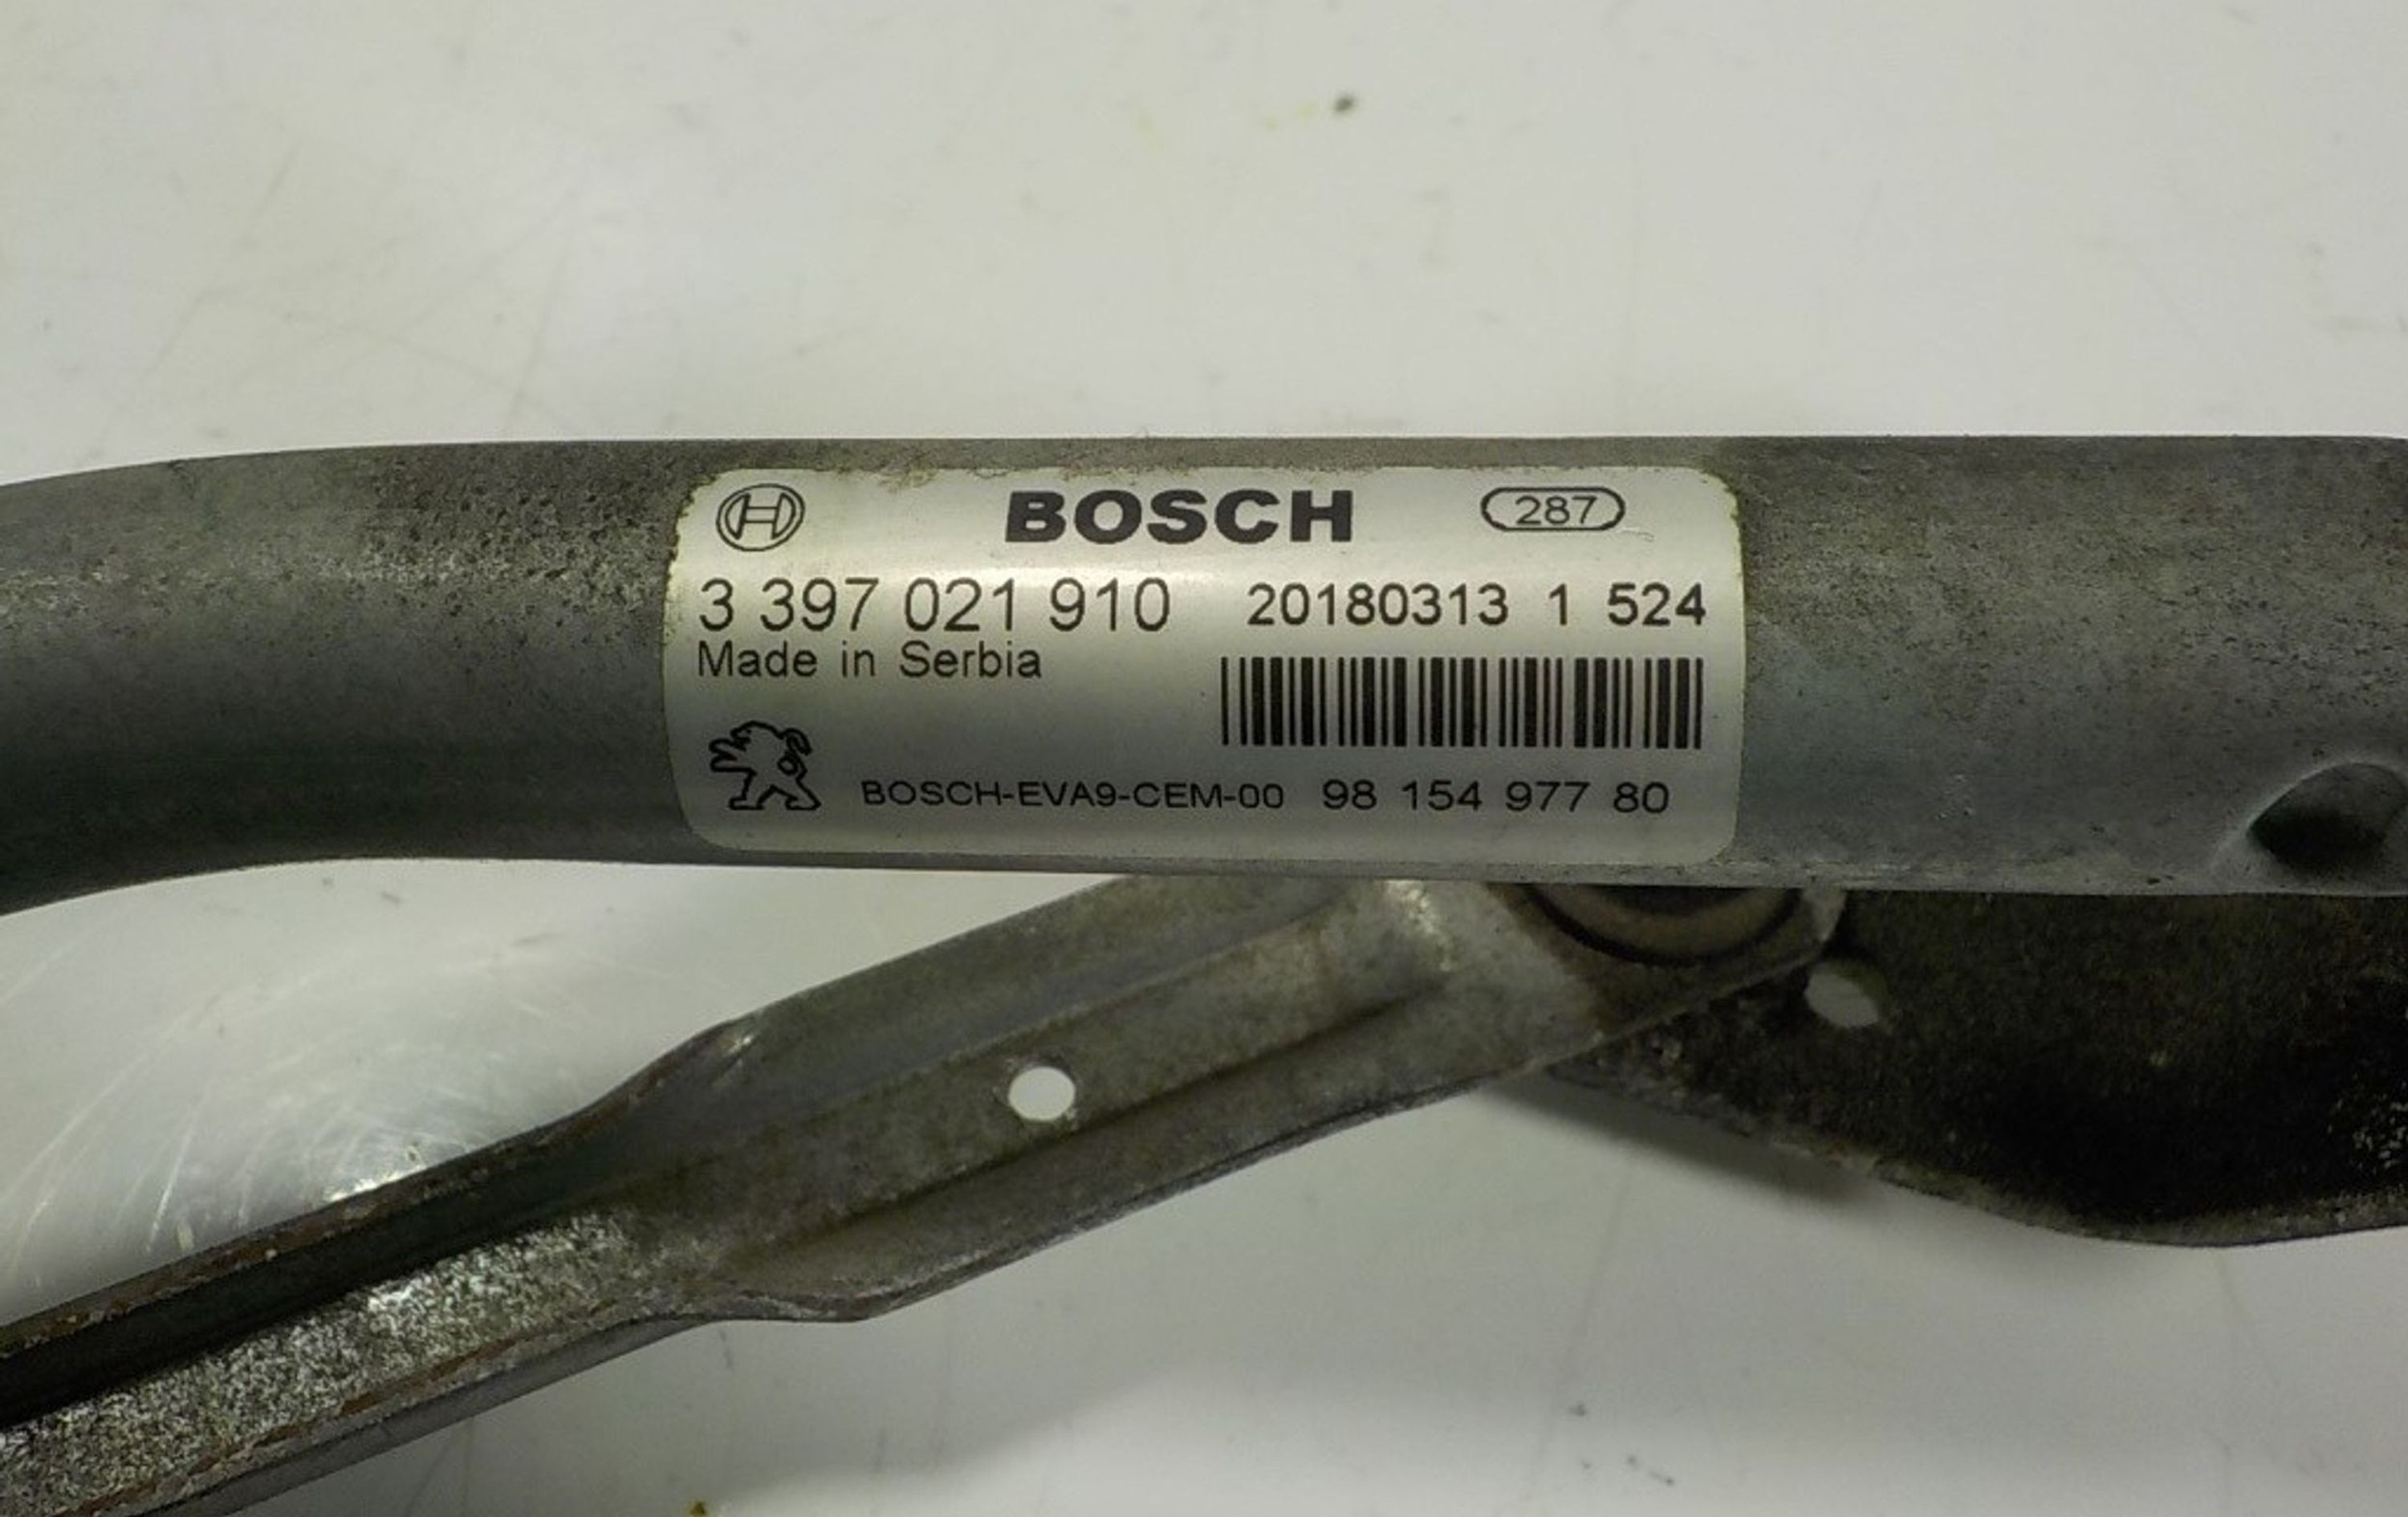 BOSCH 287
3 397 021 910 20180313 1 524
Made in Serbia
BOSCH-EVA9-CEM-00 98 154 977 80